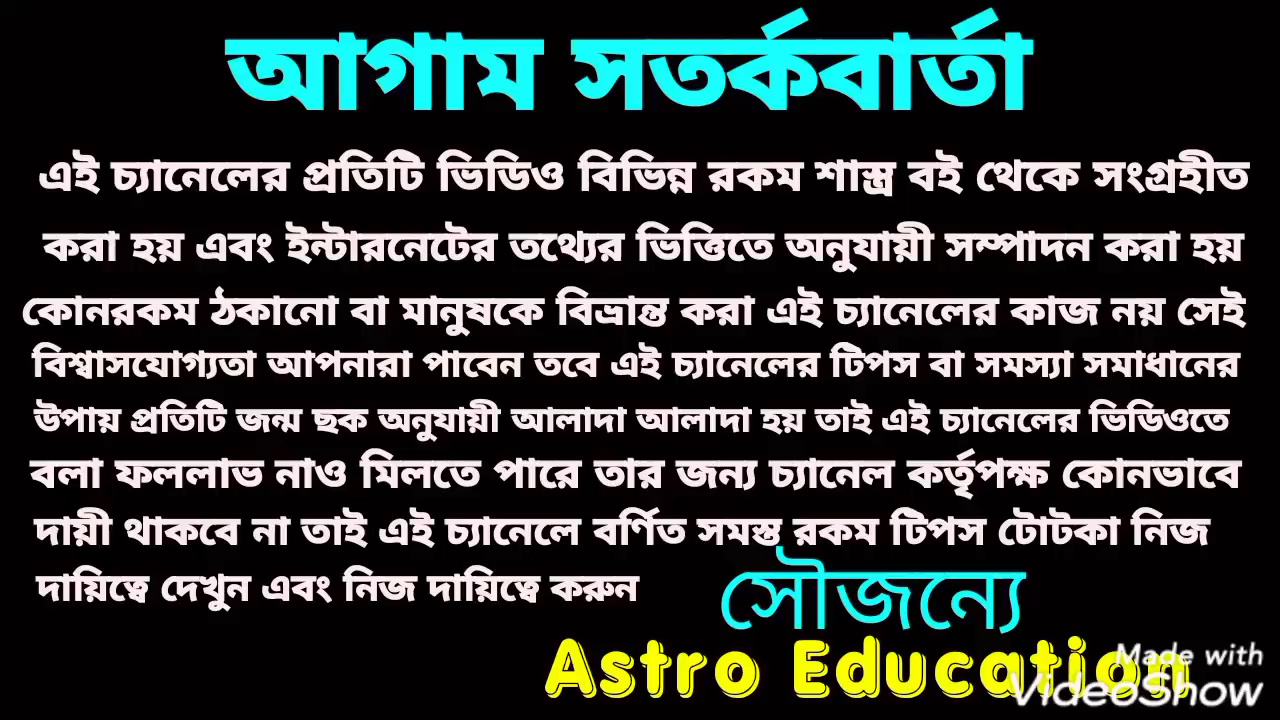 আগাম সতর্কবার্তা
এই চ্যানেলের প্রতিটি ভিডিও বিভিন্ন রকম শাস্ত্র বই থেকে সংগ্রহীত
করা হয় এবং ইন্টারনেটের তথ্যের ভিত্তিতে অনুযায়ী সম্পাদন করা হয়
কোনরকম ঠকানো বা মানুষকে বিভ্রান্ত করা এই চ্যানেলের কাজ নয় সেই
বিশ্বাসযোগ্যতা আপনারা পাবেন তবে এই চ্যানেলের টিপস বা সমস্যা সমাধানের
উপায় প্রতিটি জন্ম ছক অনুযায়ী আলাদা আলাদা হয় তাই এই চ্যানেলের ভিডিওতে
বলা ফললাভ নাও মিলতে পারে তার জন্য চ্যানেল কর্তৃপক্ষ কোনভাবে
দায়ী থাকবে না তাই এই চ্যানেলে বর্ণিত সমস্ত রকম টিপস টোটকা নিজ
দায়িত্বে দেখুন এবং নিজ দায়িত্বে করুন
সৌজন্যে
Astro Education
Made with
VideoShow